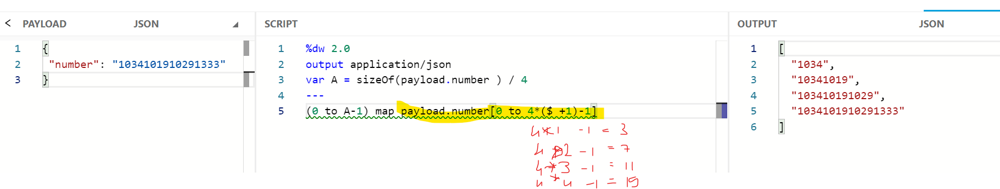 < PAYLOAD JSON
1 {
2 "number": "1034101910291333"
3 }
SCRIPT
1 %dw 2.0
2 output application/json
3 var A = sizeOf(payload.number ) / 4
4 ---
5 (0 to A-1) map payload.number[0 to 4*($ +1)-1]
4*1 -1 = 3
4*2 -1 = 7
4*3 -1 = 11
4*4 -1 = 15
OUTPUT JSON
1 [
2 "1034",
3 "10341019",
4 "103410191029",
5 "1034101910291333"
6 ]